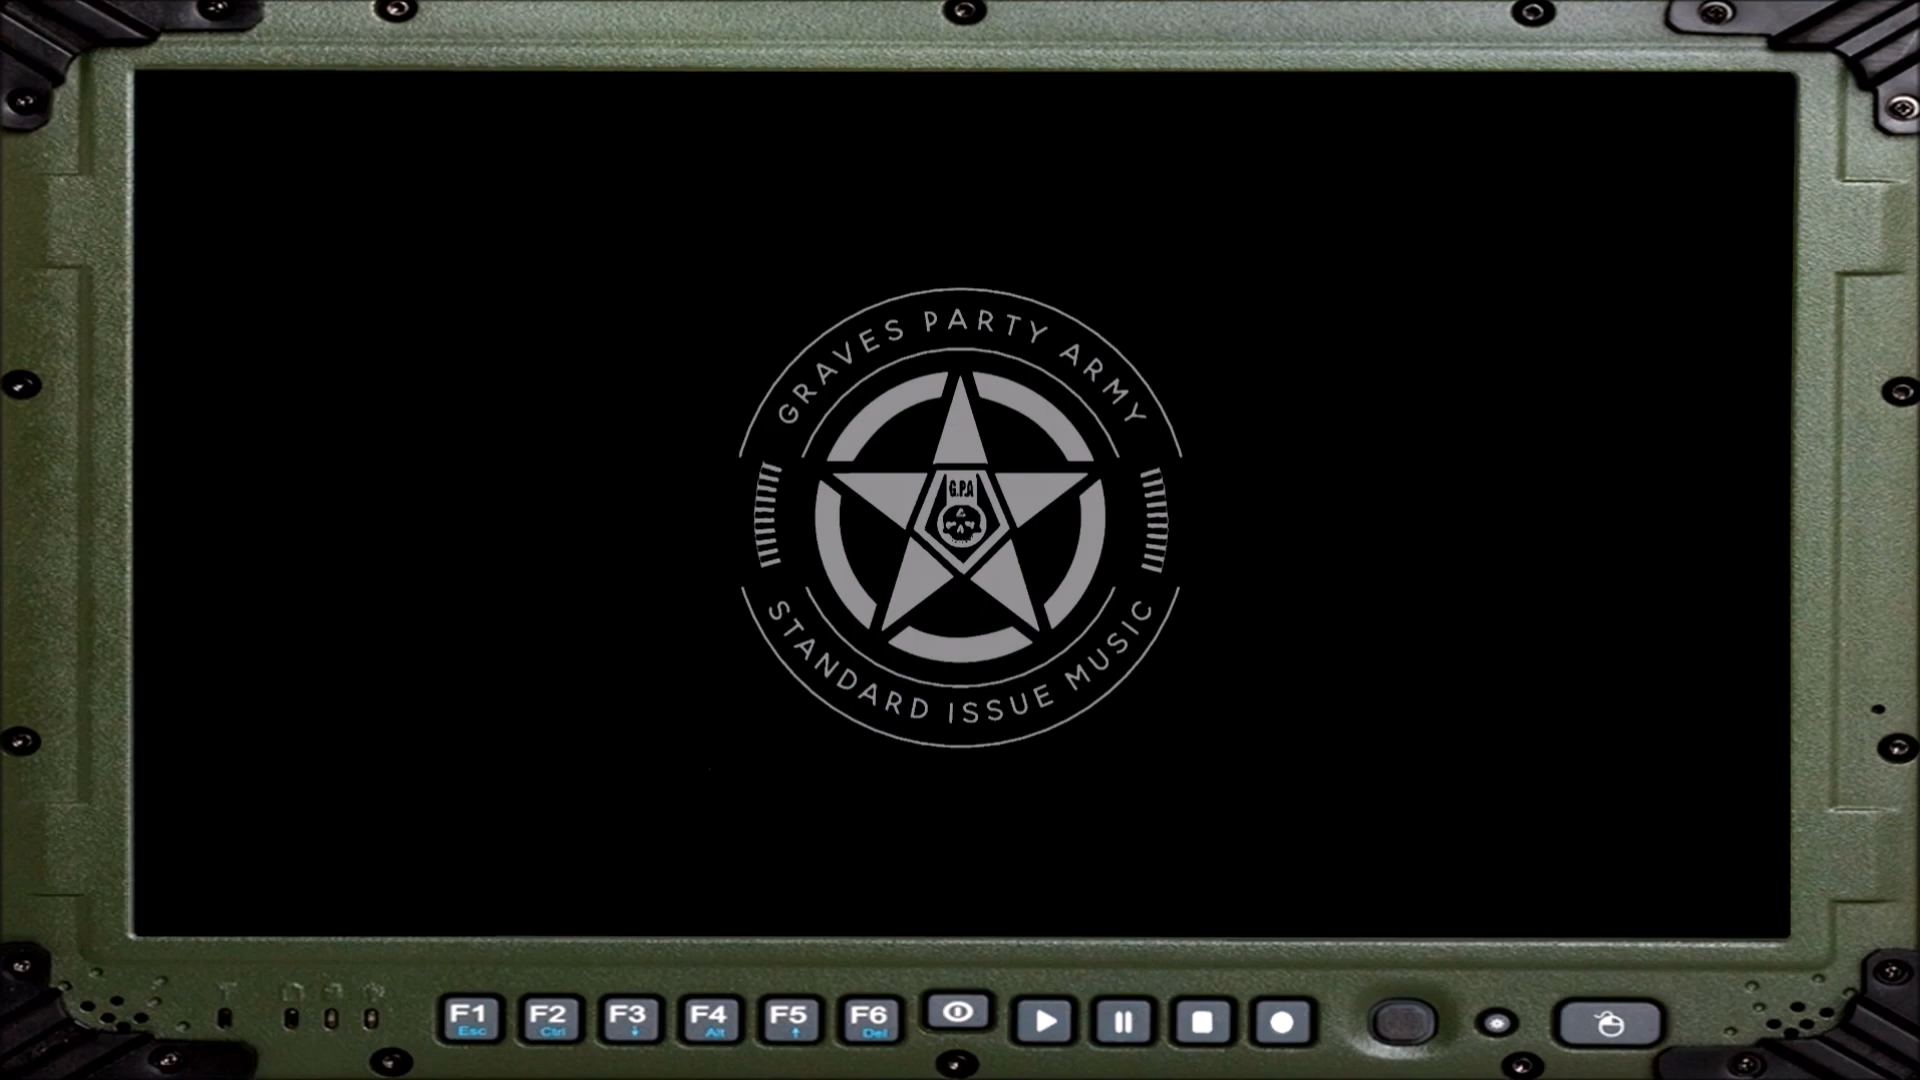 GRAVES PARTY ARMY
G.P.A
STANDARD ISSUE MUSIC
F1 F2 F3 F4 F5 F6
Esc Ctrl Alt Del